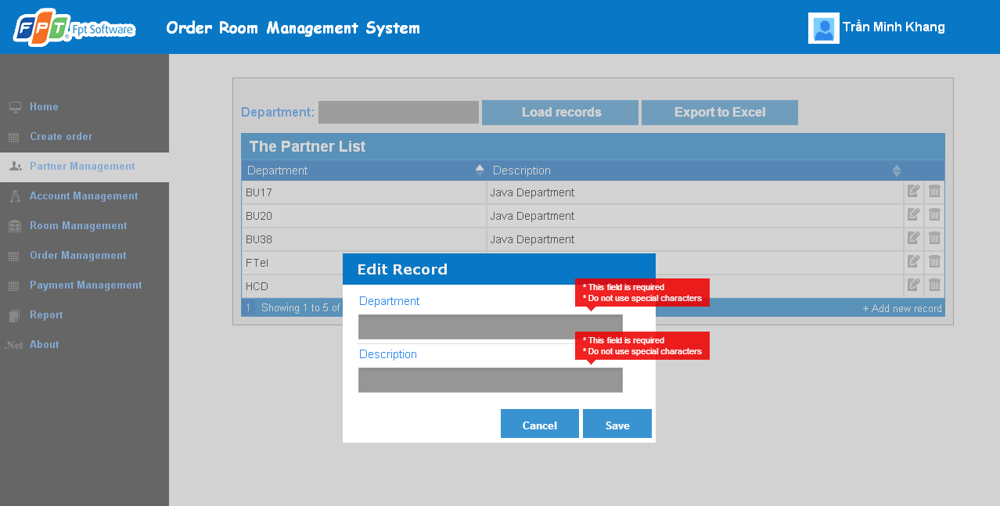 FPT Fpt Software
Order Room Management System
Trần Minh Khang
Home
Create order
Partner Management
Account Management
Room Management
Order Management
Payment Management
Report
.Net About
Department: Load records Export to Excel
The Partner List
Department Description
BU17 Java Department
BU20 Java Department
BU38 Java Department
FTel
HCD
1 Showing 1 to 5 of
+ Add new record
Edit Record
* This field is required
* Do not use special characters
Department
* This field is required
* Do not use special characters
Description
Cancel Save